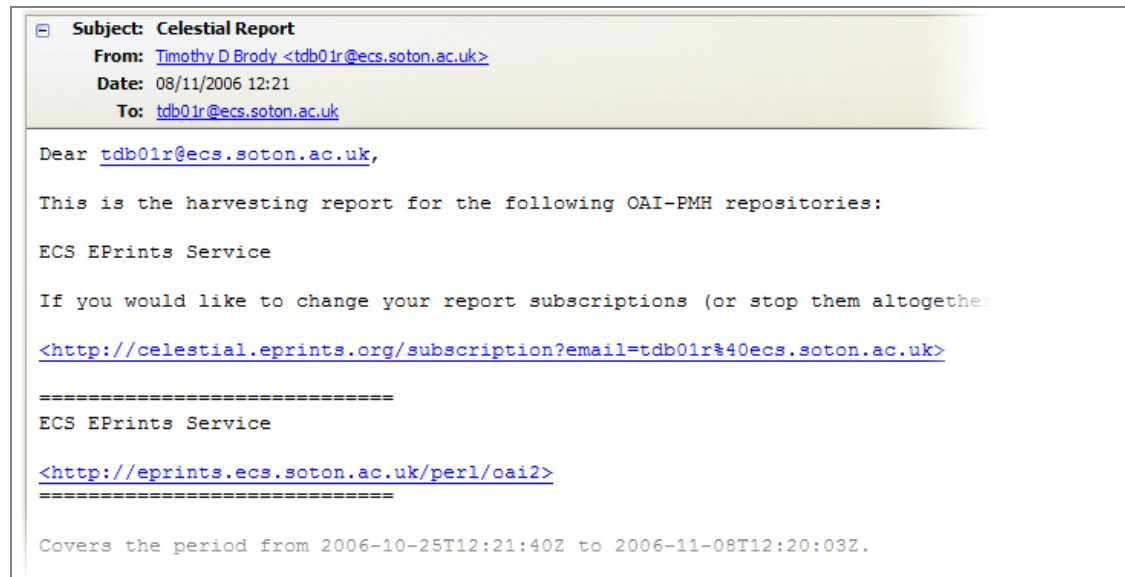 Subject: Celestial Report
From: Timothy D Brody <tdb01r@ecs.soton.ac.uk>
Date: 08/11/2006 12:21
To: tdb01r@ecs.soton.ac.uk
Dear tdb01r@ecs.soton.ac.uk,
This is the harvesting report for the following OAI-PMH repositories:
ECS EPrints Service
If you would like to change your report subscriptions (or stop them altogether
<http://celestial.eprints.org/subscription?email=tdb01r%40ecs.soton.ac.uk>
=============================
ECS EPrints Service
<http://eprints.ecs.soton.ac.uk/perl/oai2>
=============================
Covers the period from 2006-10-25T12:21:40Z to 2006-11-08T12:20:03Z.